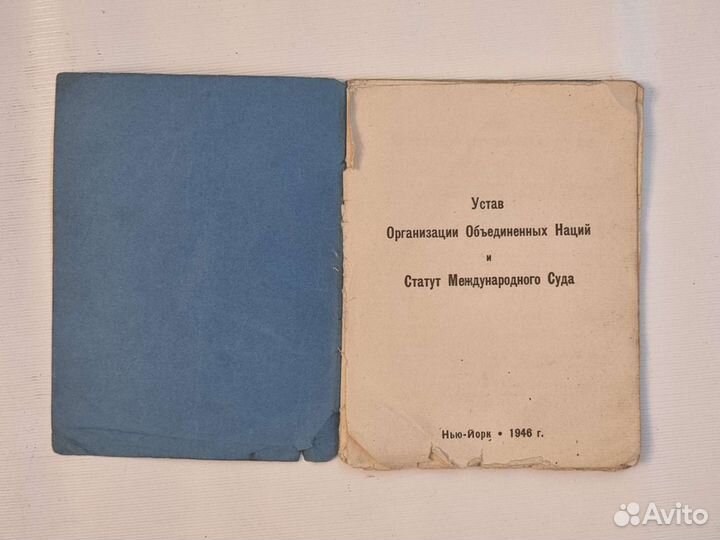 Устав
Организации Объединенных Наций
и
Статут Международного Суда
Нью-Йорк • 1946 г.
Avito